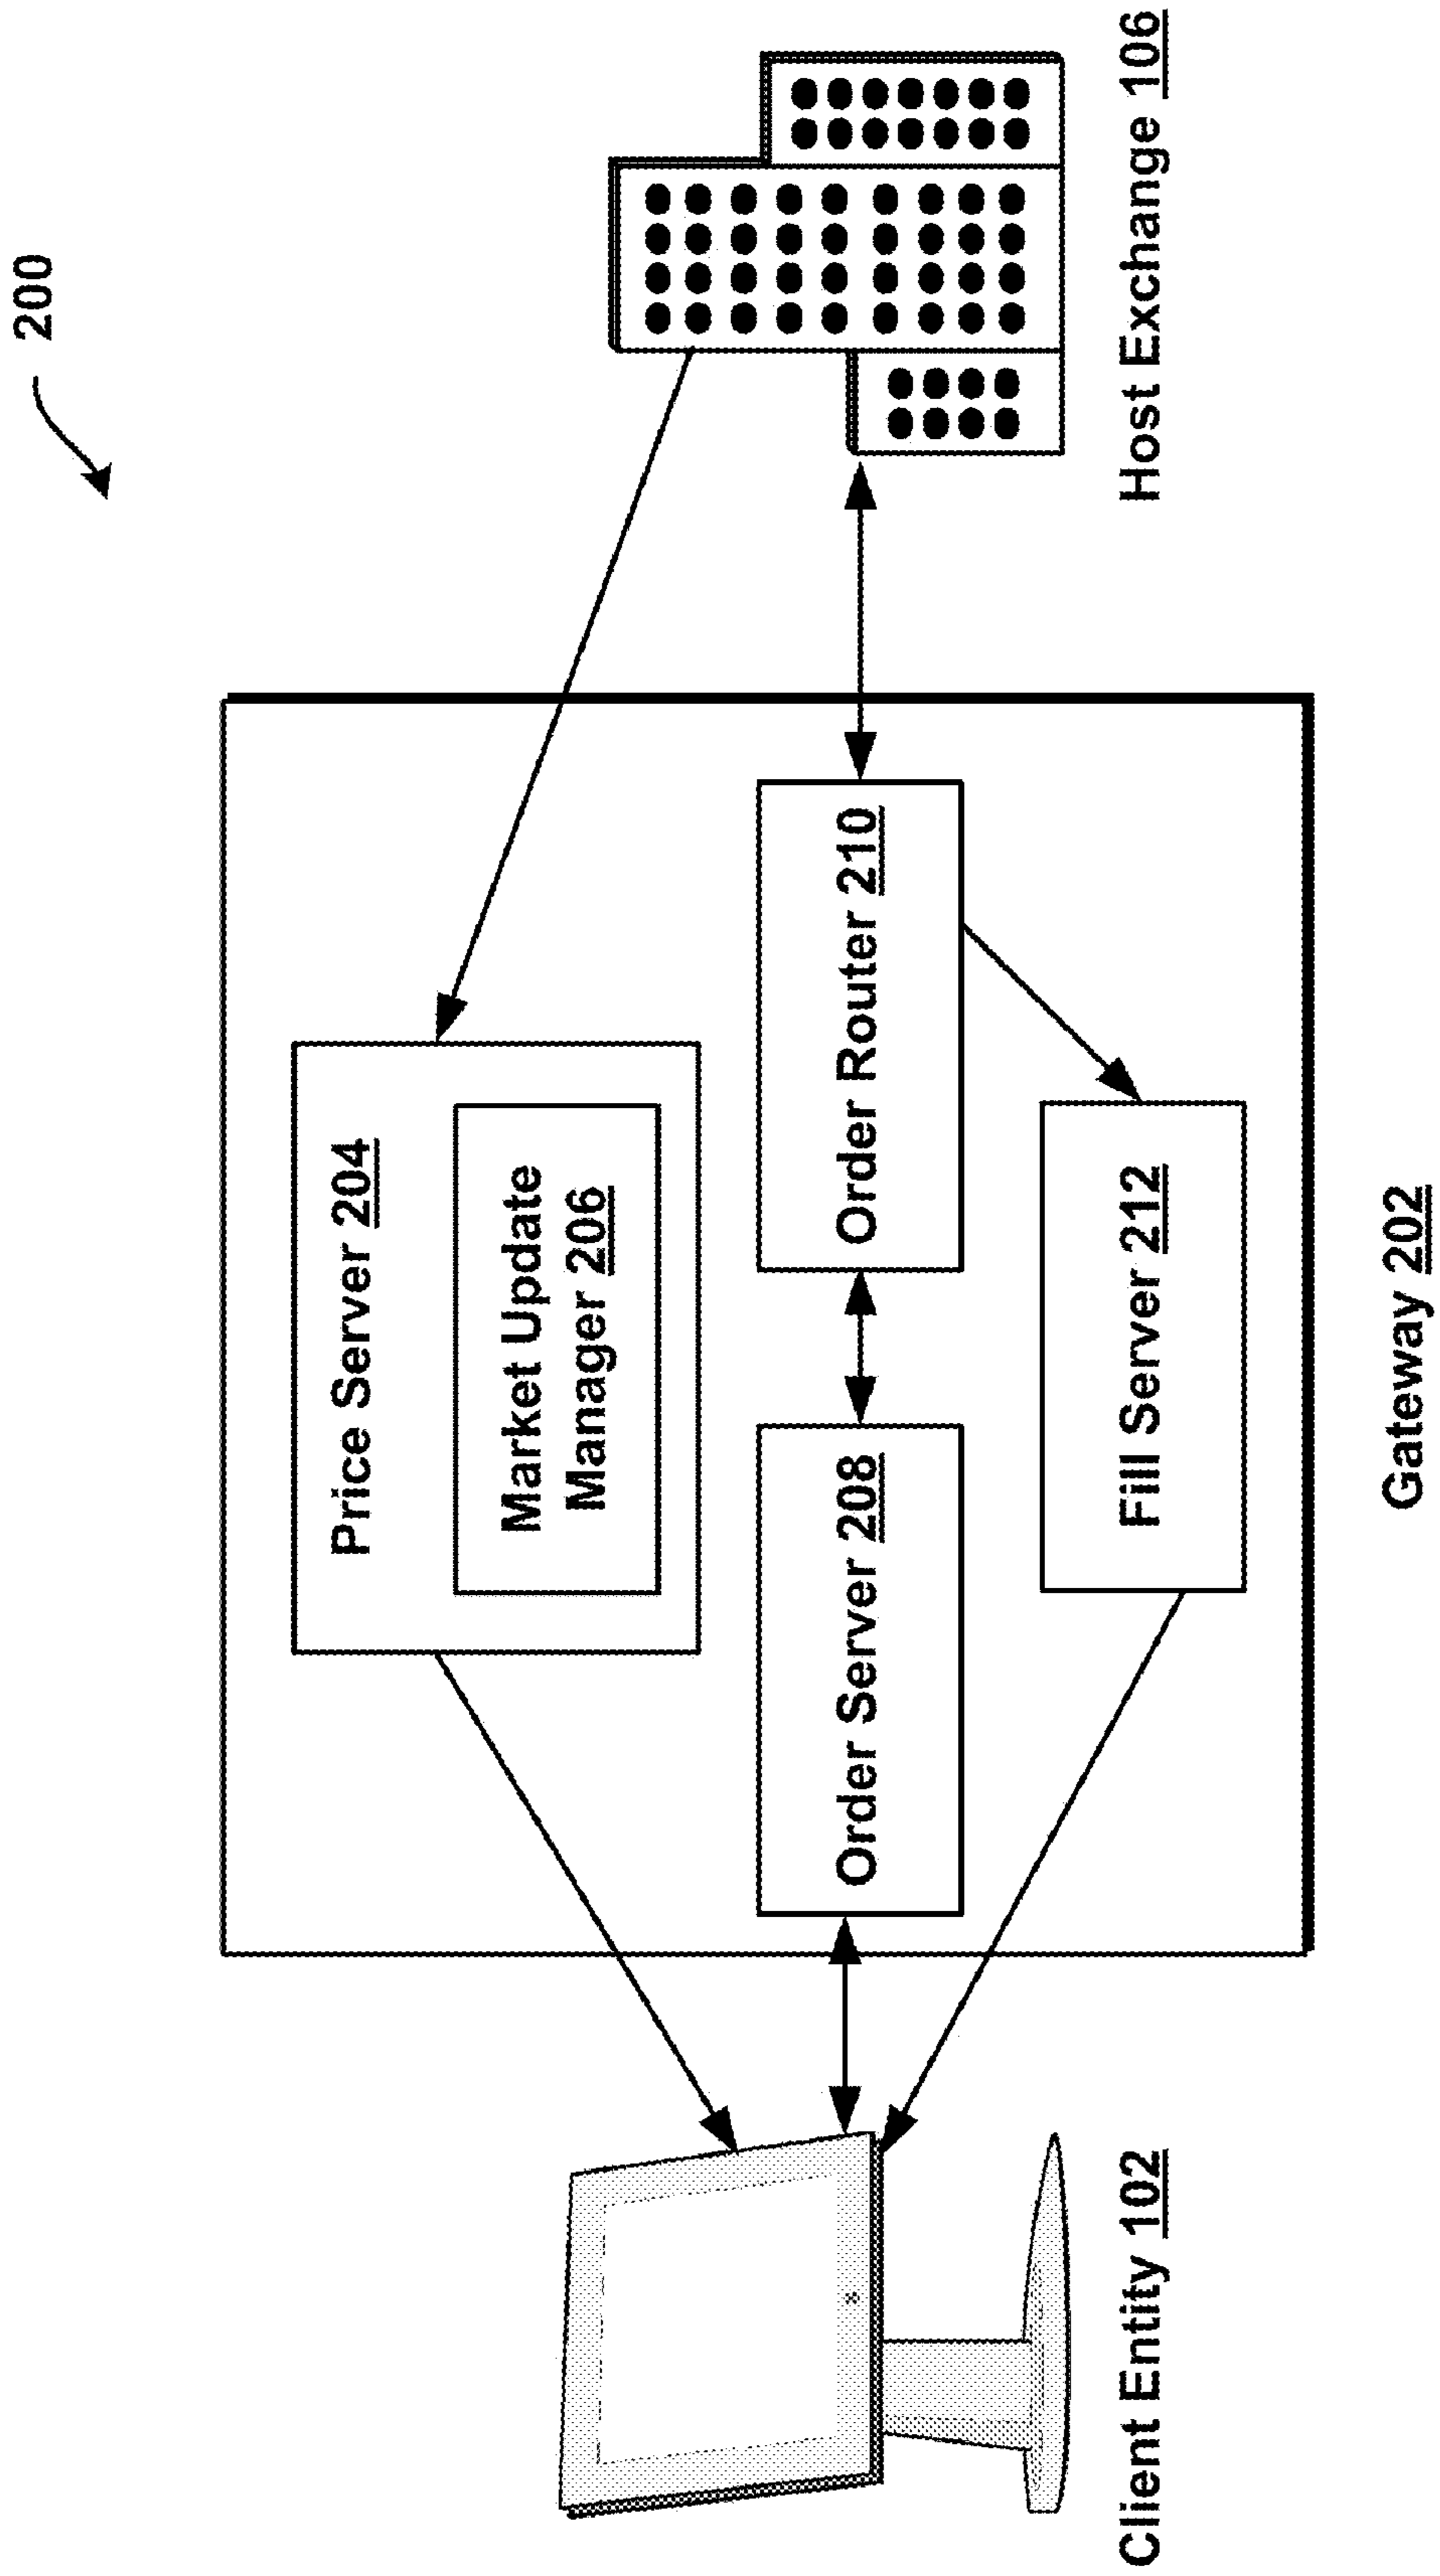 200
Price Server 204
Market Update
Manager 206
Order Server 208
Order Router 210
Fill Server 212
Client Entity 102
Host Exchange 106
Gateway 202